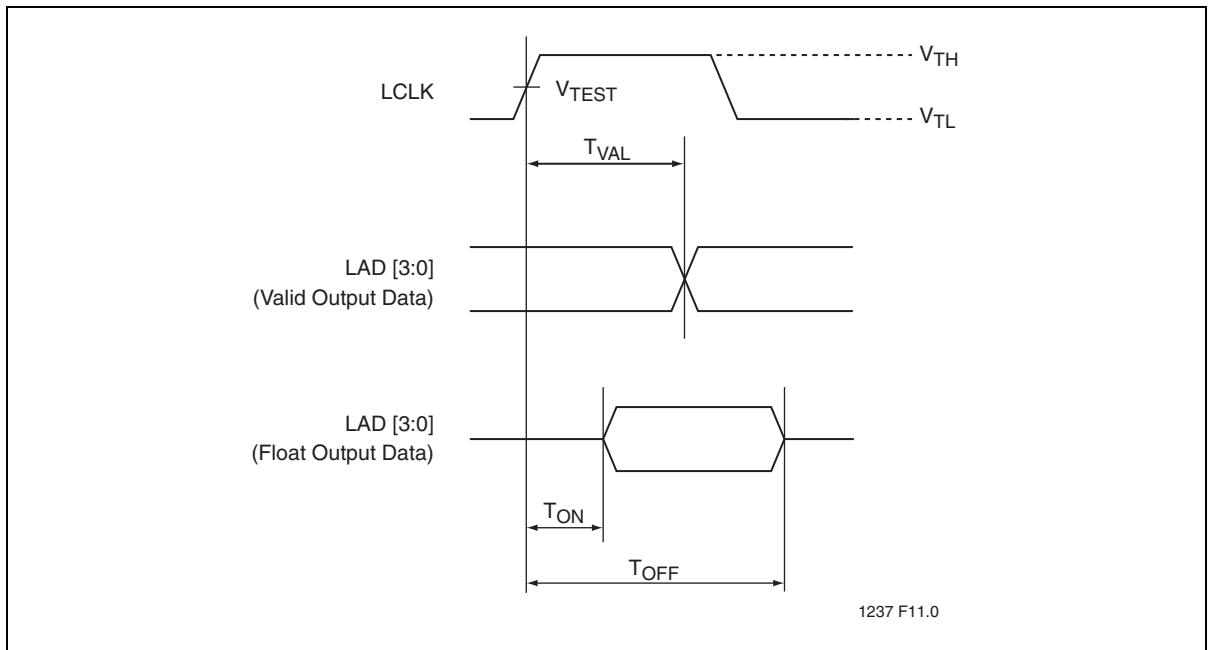 V_TH
LCLK
V_TEST
V_TL
T_VAL
LAD [3:0]
(Valid Output Data)
LAD [3:0]
(Float Output Data)
T_ON
T_OFF
1237 F11.0